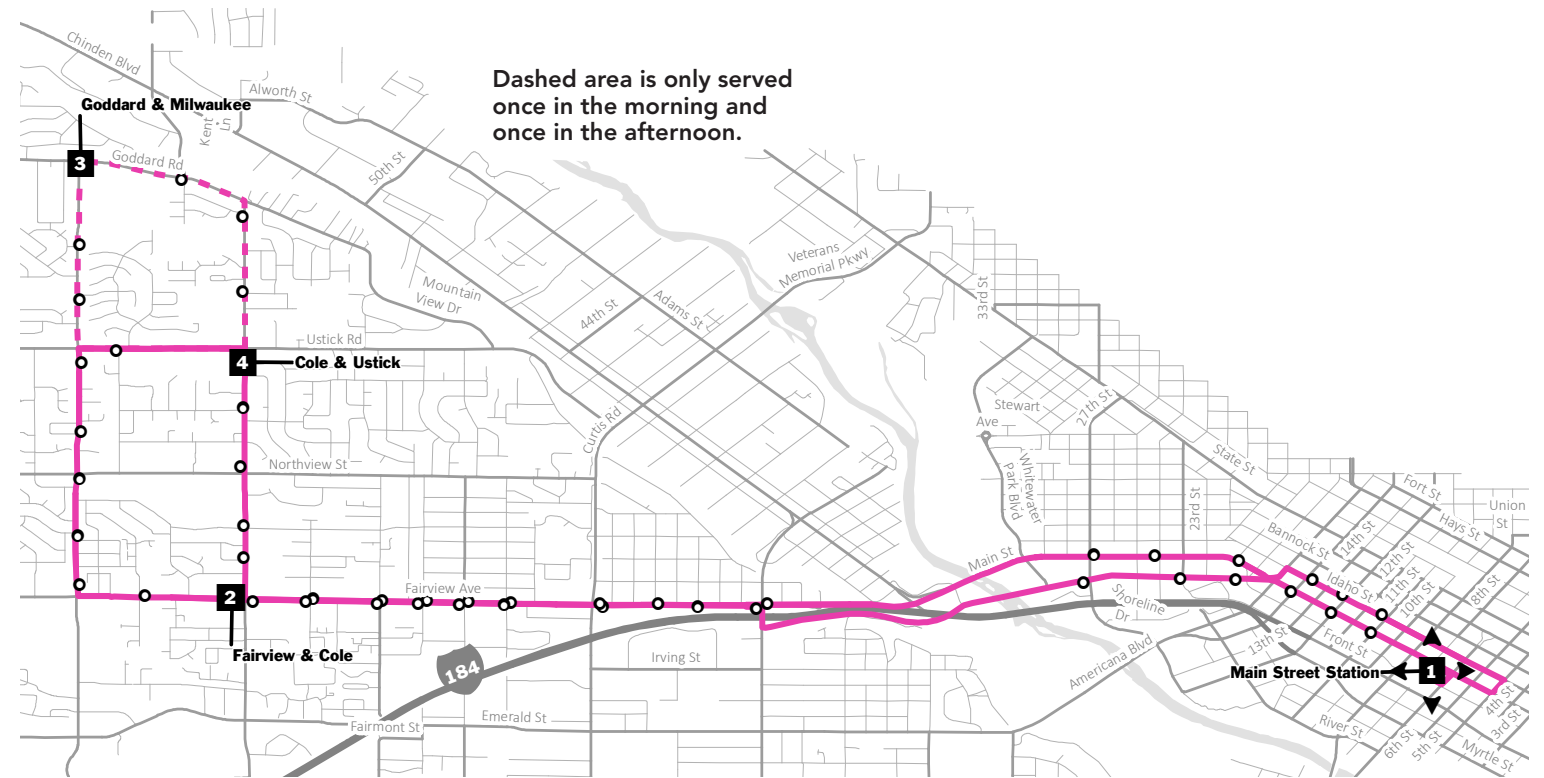 Dashed area is only served
once in the morning and
once in the afternoon.
Chinden Blvd
Alworth St
Goddard & Milwaukee
Kent
Ln
3
Goddard Rd
50th St
Veterans
Memorial Pkwy
Mountain
View Dr
Adams St
44th St
33rd St
Ustick Rd
4
Cole & Ustick
Stewart
Ave
27th St
Curtis Rd
State St
Northview St
Whitewater
Park Blvd
23rd St
Fort St
Union
St
Hays St
Bannock St
14th St
12th St
11th St
10th St
8th St
Idaho St
Main St
Fairview Ave
2
Shoreline
Dr
13th St
Front St
Fairview & Cole
Irving St
184
Americana Blvd
Main Street Station
1
4th St
3rd St
Emerald St
Fairmont St
River St
6th St
5th St
Myrtle St